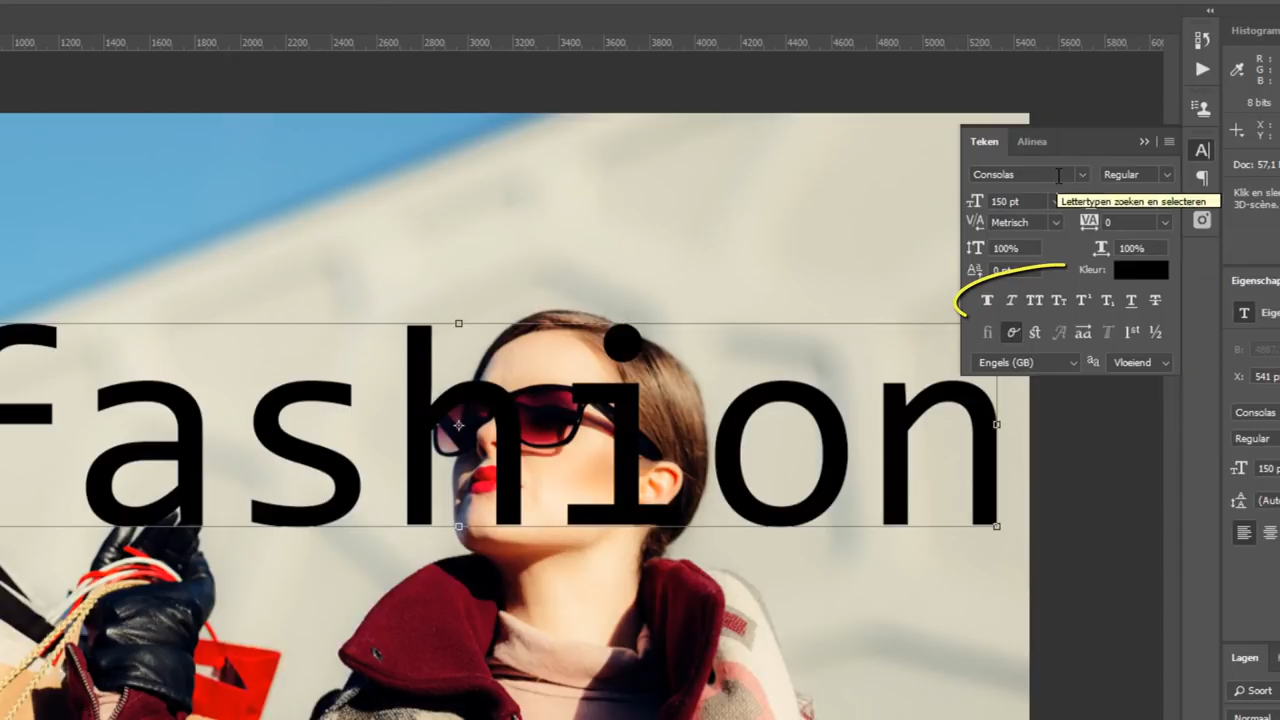 1000 1200 1400 1600 1800 2000 2200 2400 2600 2800 3000 3200 3400 3600 3800 4000 4200 4400 4600 4800 5000 5200 5400 5600 5800
Histogram
R :
G :
B :
8 bits
X :
Y :
Doc: 57,1
Klik en
3D-scène.
Teken Alinea
Consolas Regular
150 pt
Lettertypen zoeken en selecteren
Metrisch 0
100% 100%
Kleur:
Engels (GB) aa Vloeiend
fashion
Eigenschap
B:
X: 541
Consolas
Regular
150
(Aut
Lagen
Soort
Normaal